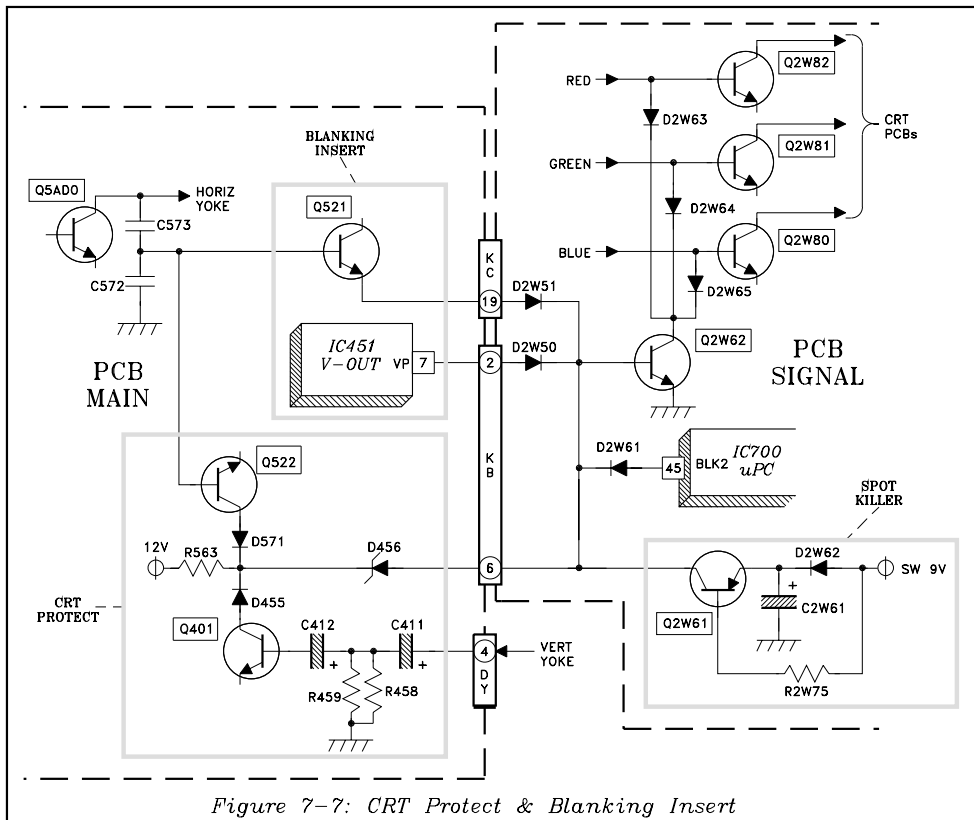 Q2W82
RED
D2W63
CRT
PCBs
BLANKING
INSERT
Q2W81
GREEN
Q5AD0
HORIZ
YOKE
Q521
D2W64
C573
Q2W80
BLUE
C572
D2W65
K
C
19
D2W51
Q2W62
IC451
V-OUT
VP
7
2
D2W50
PCB
MAIN
PCB
SIGNAL
Q522
K
B
D2W61
45
BLK2
IC700
uPC
SPOT
KILLER
12V
R563
D571
D456
6
D2W62
SW 9V
D455
+
C2W61
CRT
PROTECT
Q401
C412
C411
Q2W61
+
+
4
VERT
YOKE
D
Y
R459
R458
R2W75
Figure 7-7: CRT Protect & Blanking Insert